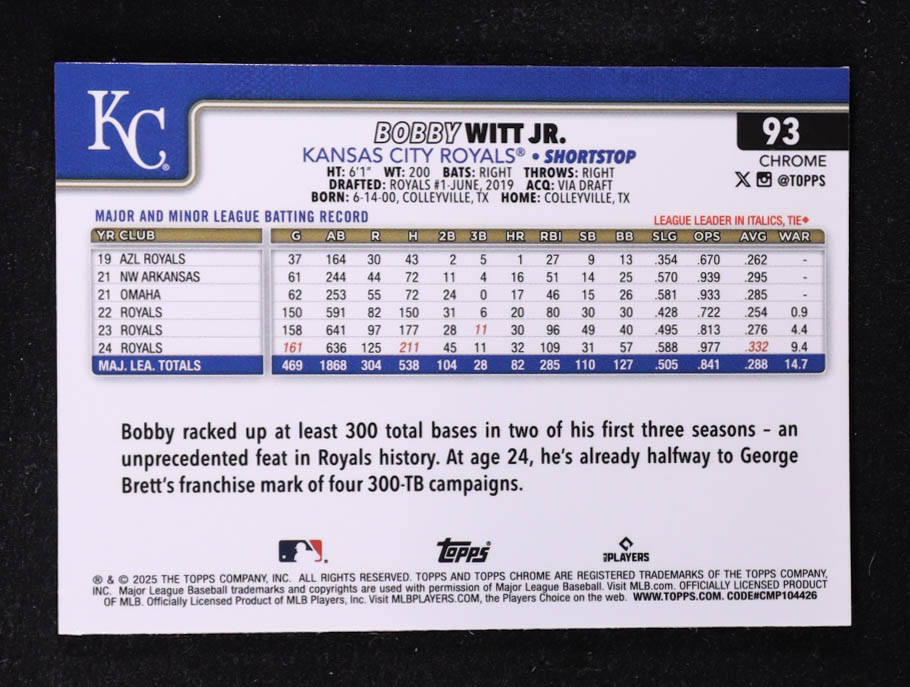 KC
BOBBY WITT JR.
93
KANSAS CITY ROYALS® • SHORTSTOP
CHROME
HT: 6'1" WT: 200 BATS: RIGHT THROWS: RIGHT
@TOPPS
DRAFTED: ROYALS #1-JUNE, 2019 ACQ: VIA DRAFT
BORN: 6-14-00, COLLEYVILLE, TX HOME: COLLEYVILLE, TX
MAJOR AND MINOR LEAGUE BATTING RECORD
LEAGUE LEADER IN ITALICS, TIE♦
YR CLUB G AB R H 2B 3B HR RBI SB BB SLG OPS AVG WAR
19 AZL ROYALS 37 164 30 43 2 5 1 27 9 13 .354 .670 .262 -
21 NW ARKANSAS 61 244 44 72 11 4 16 51 14 25 .570 .939 .295 -
21 OMAHA 62 253 55 72 24 0 17 46 15 26 .581 .933 .285 -
22 ROYALS 150 591 82 150 31 6 20 80 30 30 .428 .722 .254 0.9
23 ROYALS 158 641 97 177 28 11 30 96 49 40 .495 .813 .276 4.4
24 ROYALS 161 636 125 211 45 11 32 109 31 57 .588 .977 .332 9.4
MAJ. LEA. TOTALS 469 1868 304 538 104 28 82 285 110 127 .505 .841 .288 14.7
Bobby racked up at least 300 total bases in two of his first three seasons – an
unprecedented feat in Royals history. At age 24, he's already halfway to George
Brett's franchise mark of four 300-TB campaigns.
Topps
PLAYERS
® & © 2025 THE TOPPS COMPANY, INC. ALL RIGHTS RESERVED. TOPPS AND TOPPS CHROME ARE REGISTERED TRADEMARKS OF THE TOPPS COMPANY,
INC. Major League Baseball trademarks and copyrights are used with permission of Major League Baseball. Visit MLB.com. OFFICIALLY LICENSED PRODUCT
OF MLB. Officially Licensed Product of MLB Players, Inc. Visit MLBPLAYERS.COM, the Players Choice on the web. WWW.TOPPS.COM. CODE#CMP104426